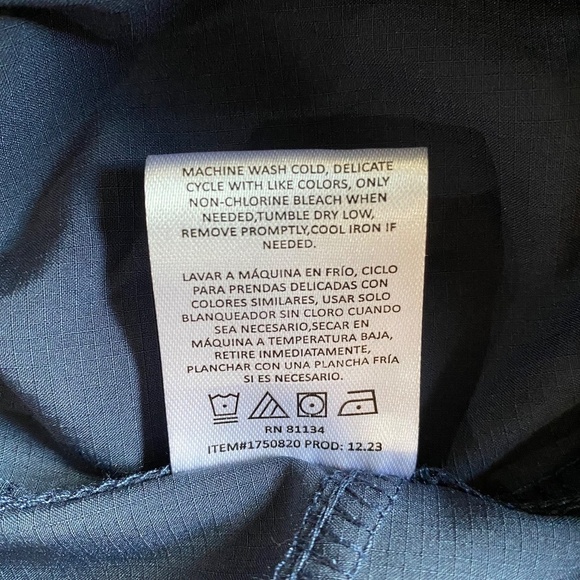 MACHINE WASH COLD, DELICATE
CYCLE WITH LIKE COLORS, ONLY
NON-CHLORINE BLEACH WHEN
NEEDED,TUMBLE DRY LOW,
REMOVE PROMPTLY,COOL IRON IF
NEEDED.
LAVAR A MÁQUINA EN FRÍO, CICLO
PARA PRENDAS DELICADAS CON
COLORES SIMILARES, USAR SOLO
BLANQUEADOR SIN CLORO CUANDO
SEA NECESARIO,SECAR EN
MÁQUINA A TEMPERATURA BAJA,
RETIRE INMEDIATAMENTE,
PLANCHAR CON UNA PLANCHA FRÍA
SI ES NECESARIO.
RN 81134
ITEM#1750820 PROD: 12.23